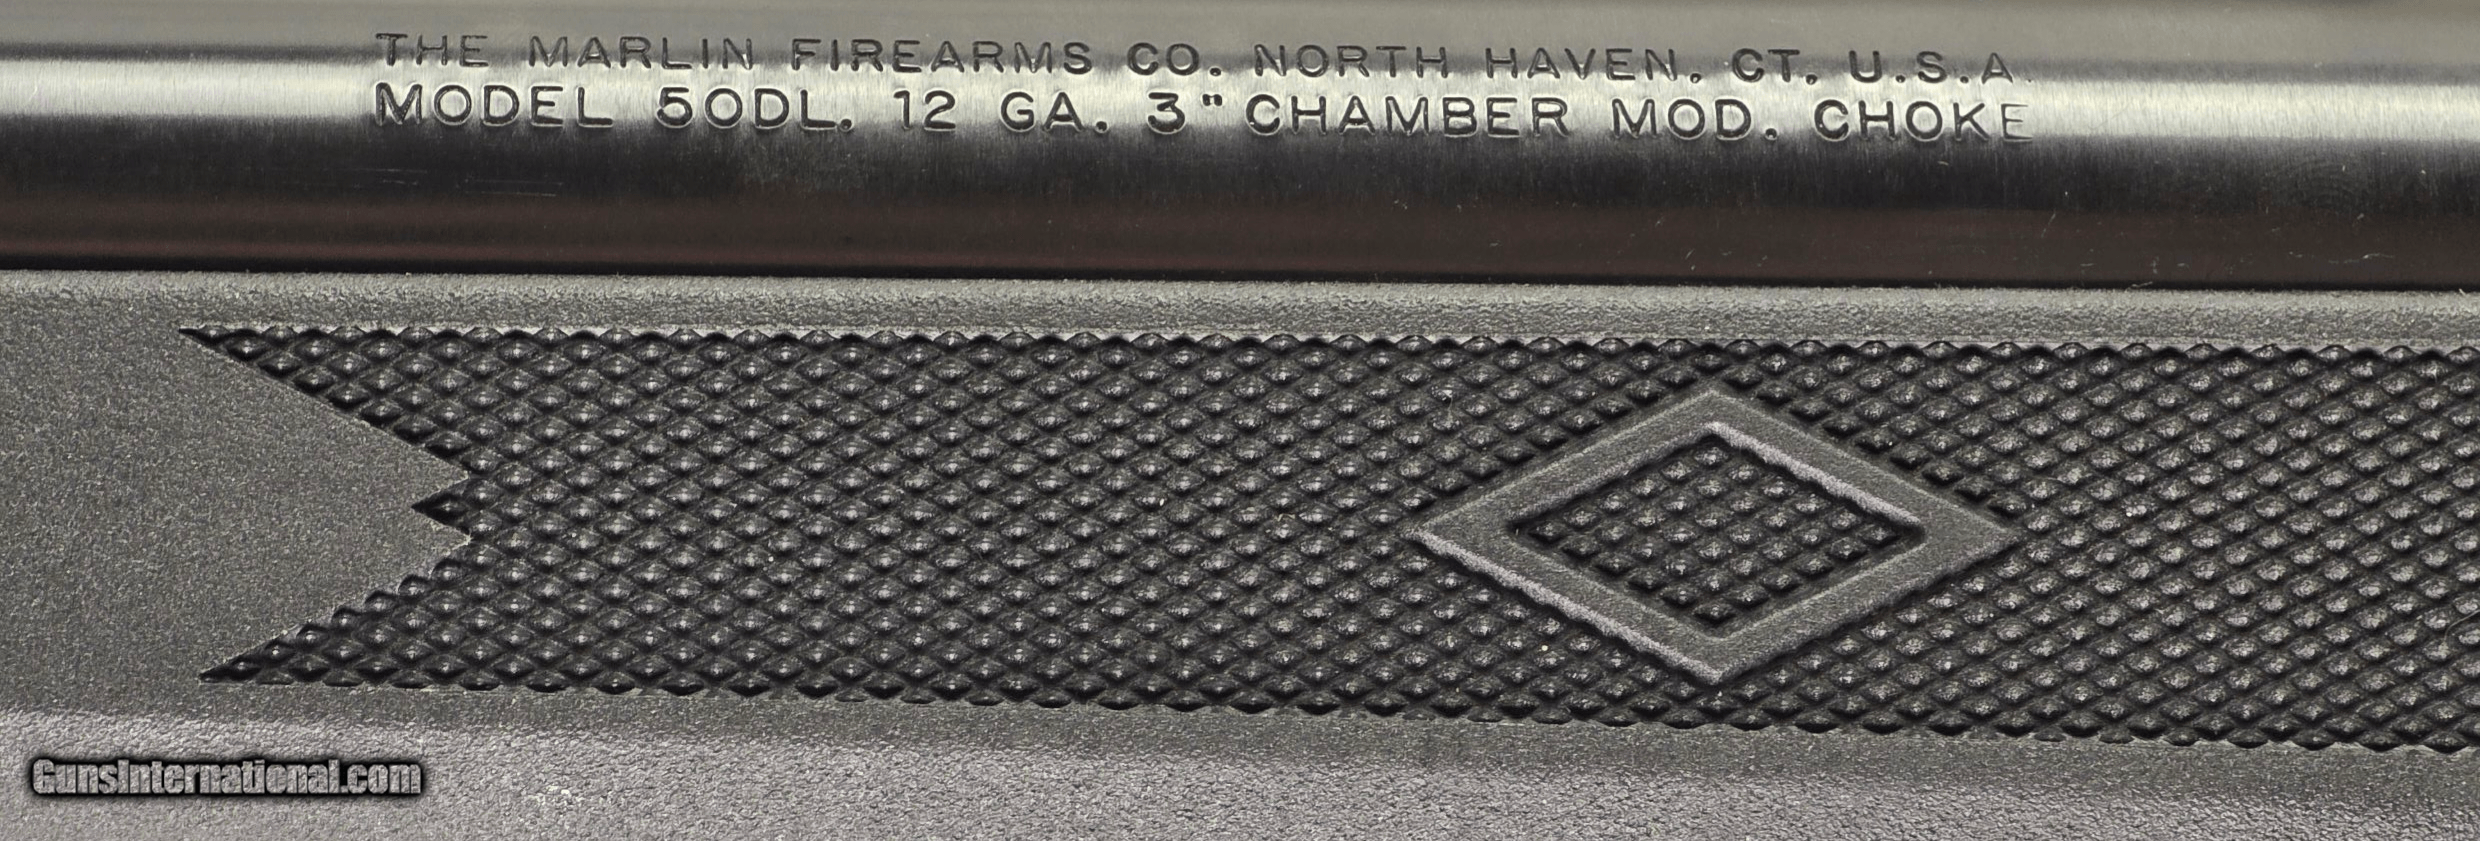 THE MARLIN FIREARMS CO. NORTH HAVEN. CT. U.S.A.
MODEL 50DL. 12 GA. 3" CHAMBER MOD. CHOKE
GunsInternational.com